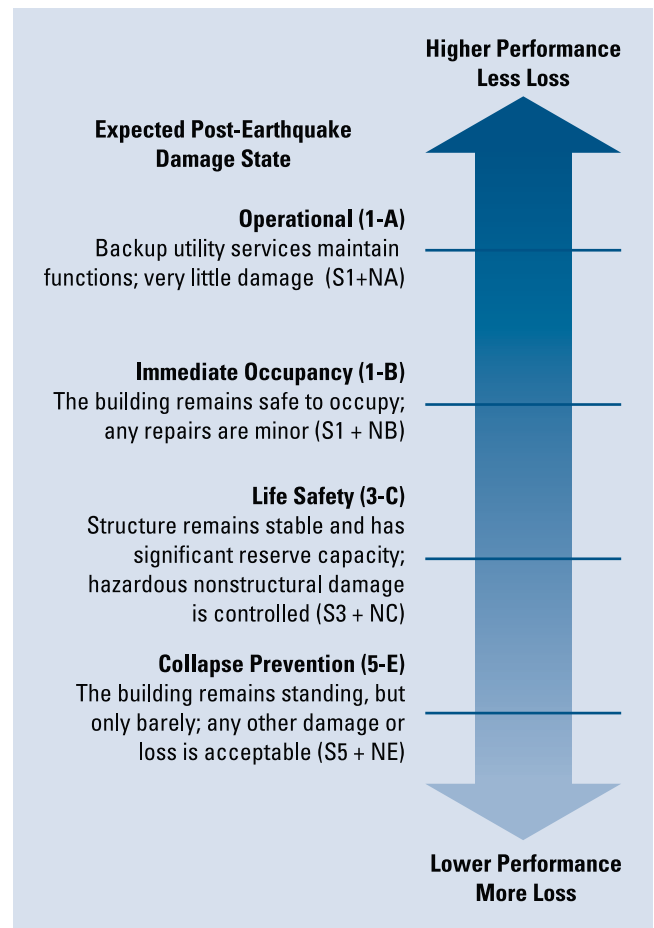 Higher Performance
Less Loss
Expected Post-Earthquake
Damage State
Operational (1-A)
Backup utility services maintain
functions; very little damage (S1+NA)
Immediate Occupancy (1-B)
The building remains safe to occupy;
any repairs are minor (S1 + NB)
Life Safety (3-C)
Structure remains stable and has
significant reserve capacity;
hazardous nonstructural damage
is controlled (S3 + NC)
Collapse Prevention (5-E)
The building remains standing, but
only barely; any other damage or
loss is acceptable (S5 + NE)
Lower Performance
More Loss